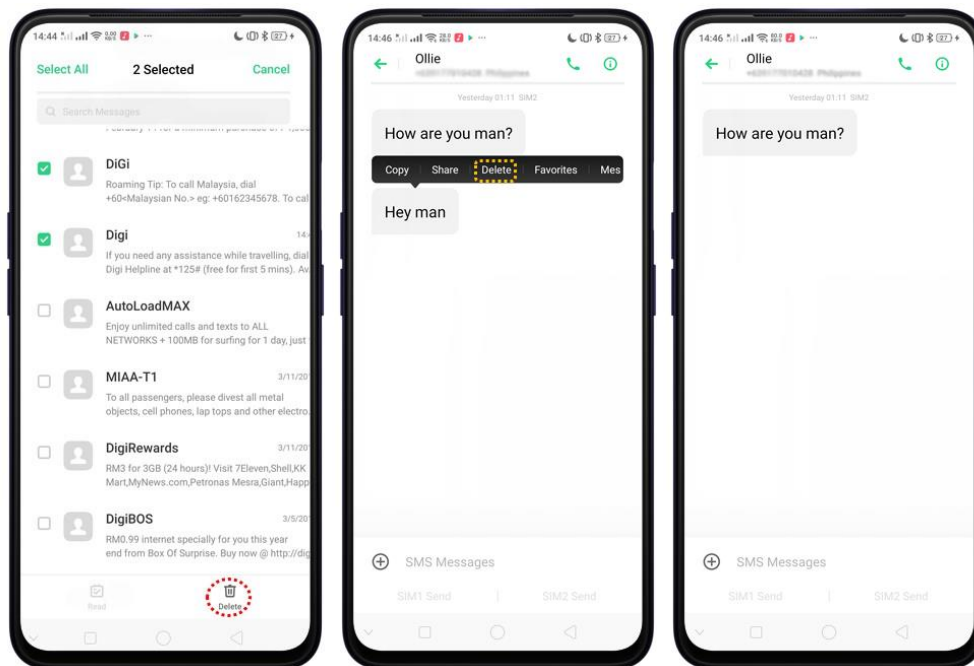 14:44
Select All 2 Selected Cancel
Search Messages
DiGi
Roaming Tip: To call Malaysia, dial
+60<Malaysian No.> eg: +60162345678. To cal
Digi
If you need any assistance while travelling, dial
Digi Helpline at *125# (free for first 5 mins).
AutoLoadMAX
Enjoy unlimited calls and texts to ALL
NETWORKS + 100MB for surfing for 1 day, just
MIAA-T1 3/11/20
To all passengers, please divest all metal
objects, cell phones, lap tops and other electro
DigiRewards 3/11/20
RM3 for 3GB (24 hours)! Visit 7Eleven,Shell,KK
Mart,MyNews.com,Petronas Mesra,Giant,Happ
DigiBOS 3/5/20
RM0.99 internet specially for you this year
end from Box Of Surprise. Buy now @ http://dig
Read Delete
14:46
Ollie
Yesterday 01:11 SIM2
How are you man?
Copy Share Delete Favorites Mes
Hey man
SMS Messages
SIM1 Send | SIM2 Send
14:46
Ollie
Yesterday 01:11 SIM2
How are you man?
SMS Messages
SIM1 Send | SIM2 Send